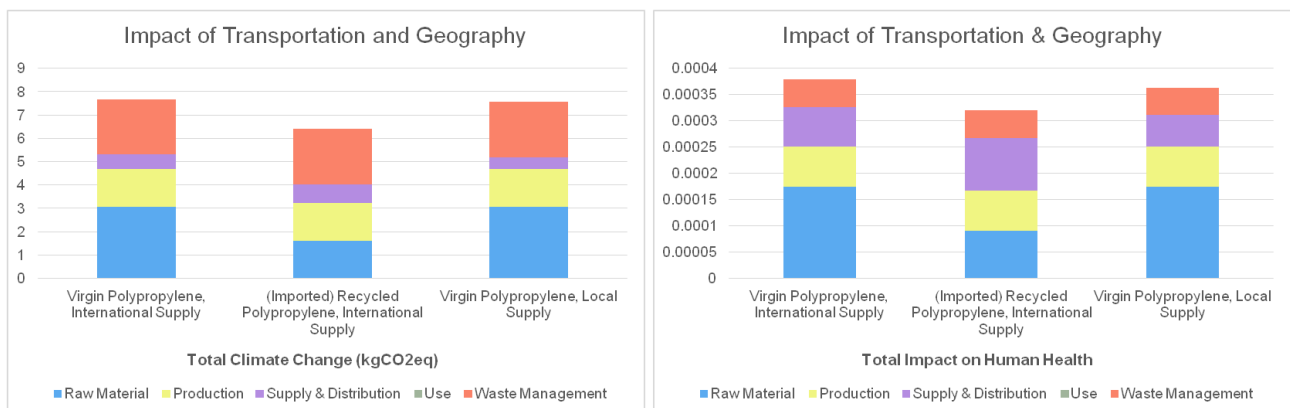 Impact of Transportation and Geography
9
8
7
6
5
4
3
2
1
0
Virgin Polypropylene,
International Supply
(Imported) Recycled
Polypropylene, International
Supply
Virgin Polypropylene, Local
Supply
Total Climate Change (kgCO2eq)
Raw Material Production Supply & Distribution Use Waste Management
Impact of Transportation & Geography
0.0004
0.00035
0.0003
0.00025
0.0002
0.00015
0.0001
0.00005
0
Virgin Polypropylene,
International Supply
(Imported) Recycled
Polypropylene, International
Supply
Virgin Polypropylene, Local
Supply
Total Impact on Human Health
Raw Material Production Supply & Distribution Use Waste Management